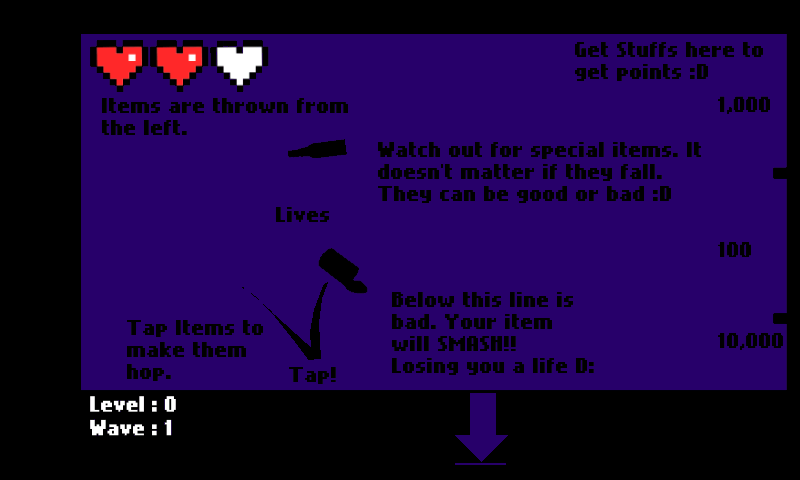 Get Stuffs here to
get points :D
Items are thrown from
the left.
1,000
Watch out for special items. It
doesn't matter if they fall.
They can be good or bad :D
Lives
100
Below this line is
bad. Your item
will SMASH!!
Losing you a life D:
Tap Items to
make them
hop.
Tap!
10,000
Level : 0
Wave : 1